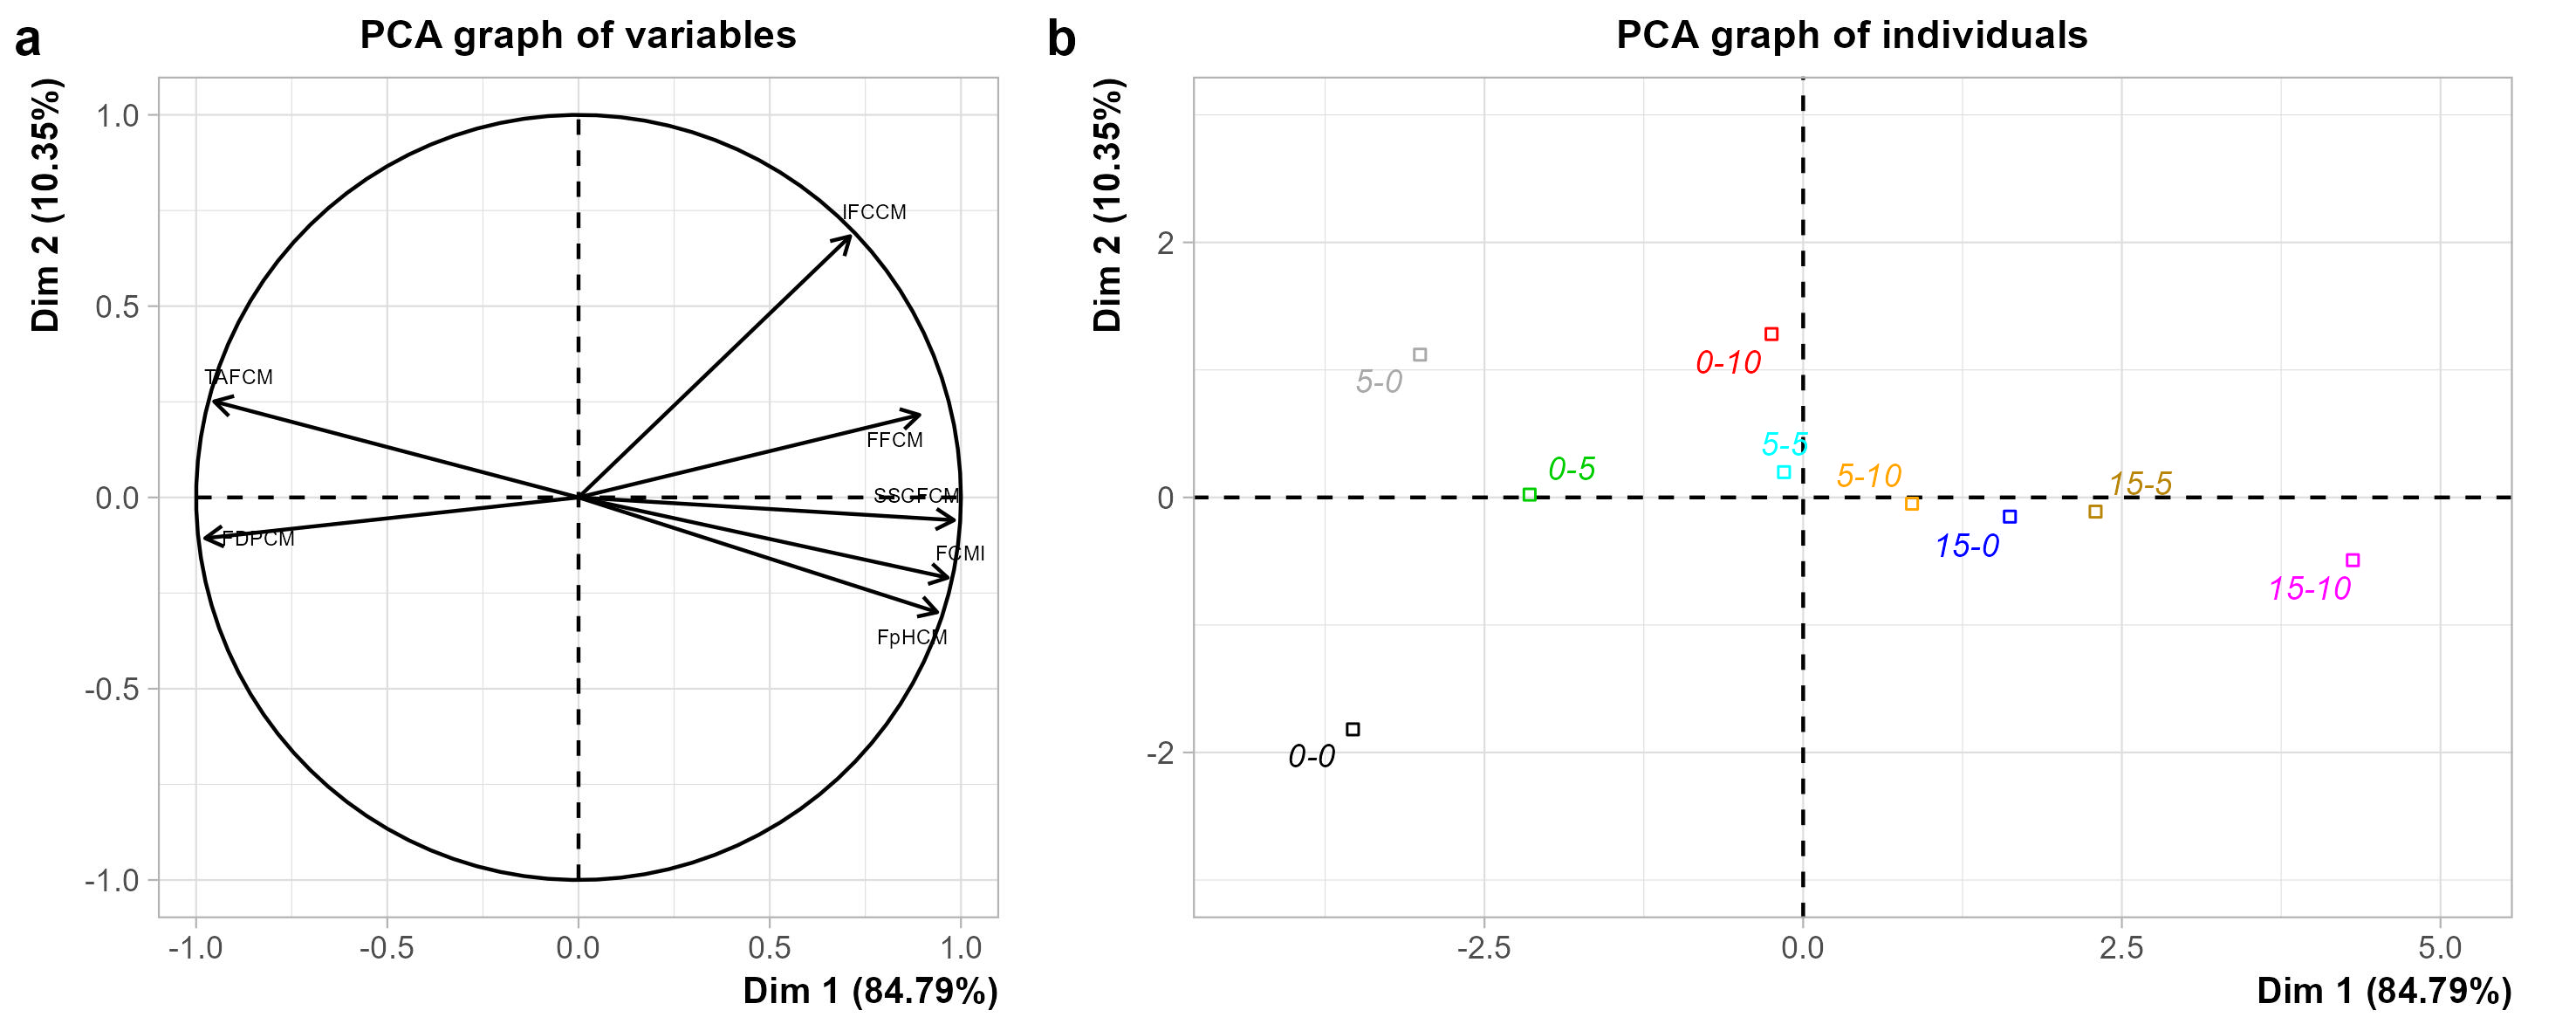 a
PCA graph of variables
Dim 2 (10.35%)
1.0
0.5
0.0
-0.5
-1.0
IFCCM
TAFCM
FFCM
SSCFCM
FDPCM
FCMI
FpHCM
-1.0
-0.5
0.0
0.5
1.0
Dim 1 (84.79%)
b
PCA graph of individuals
Dim 2 (10.35%)
2
0
-2
0-10
5-0
5-5
0-5
5-10
15-5
15-0
15-10
0-0
-2.5
0.0
2.5
5.0
Dim 1 (84.79%)